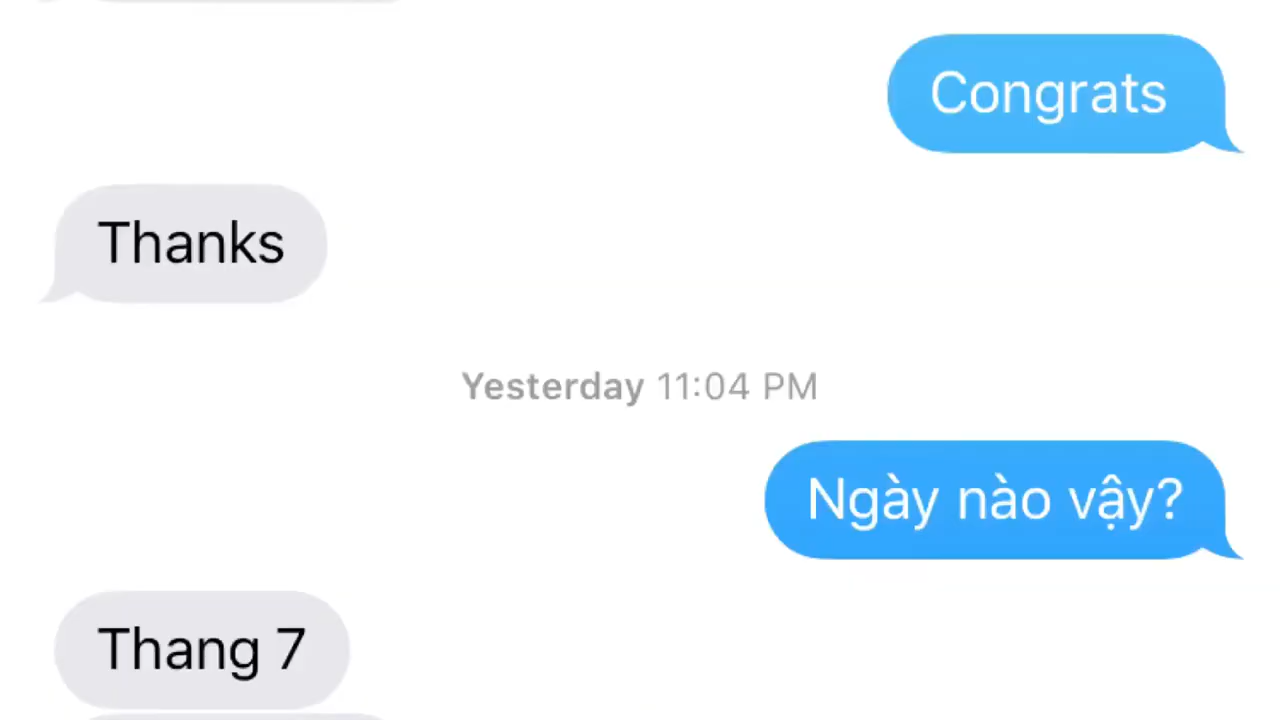 Congrats
Thanks
Yesterday 11:04 PM
Ngày nào vậy?
Thang 7